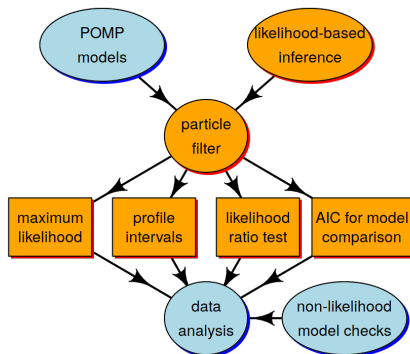 POMP
models
likelihood-based
inference
particle
filter
maximum
likelihood
profile
intervals
likelihood
ratio test
AIC for model
comparison
data
analysis
non-likelihood
model checks